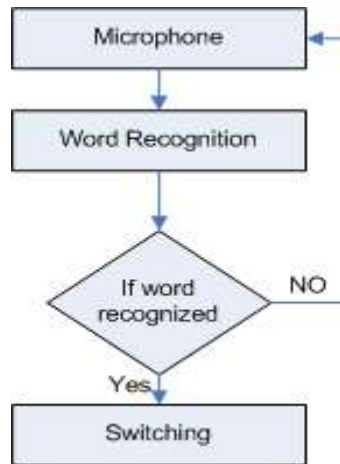 Microphone
Word Recognition
If word
recognized
NO
Yes
Switching